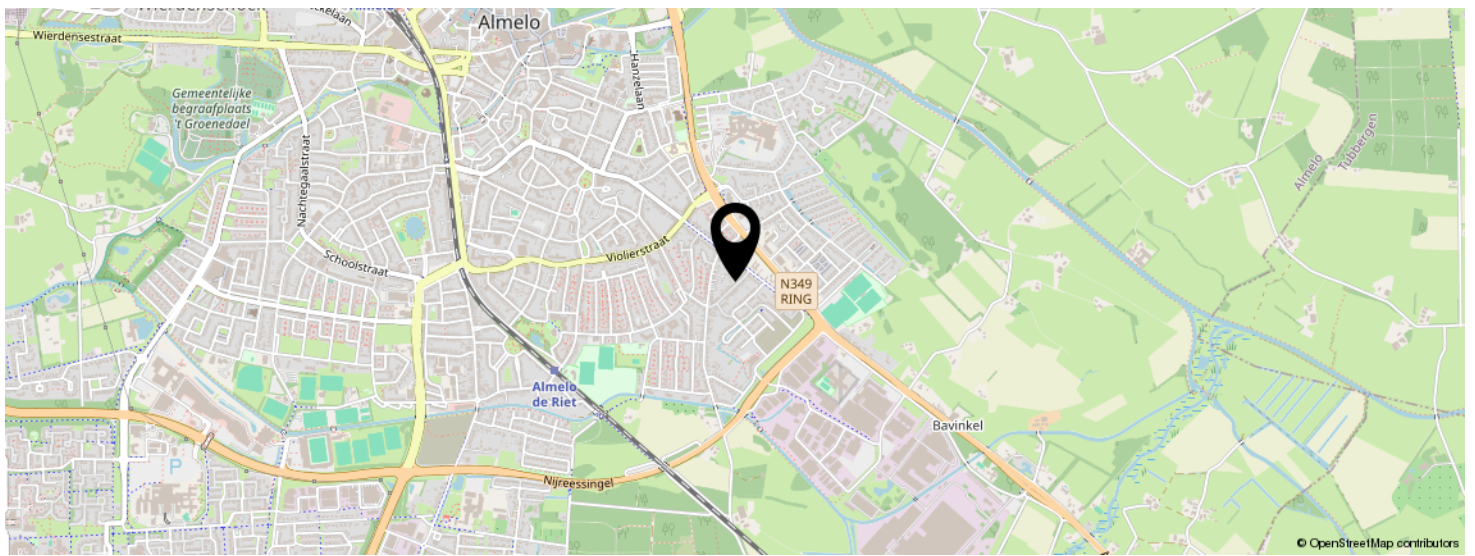 Almelo
Wierdensestraat
Hanzelaan
Gemeentelijke
begraafplaats
't Groenedael
Nachtegaalstraat
Almelo
Tubbergen
Violierstraat
Schoolstraat
N349
RING
Almelo
de Riet
Bavinkel
P
Nijreessingel
© OpenStreetMap contributors